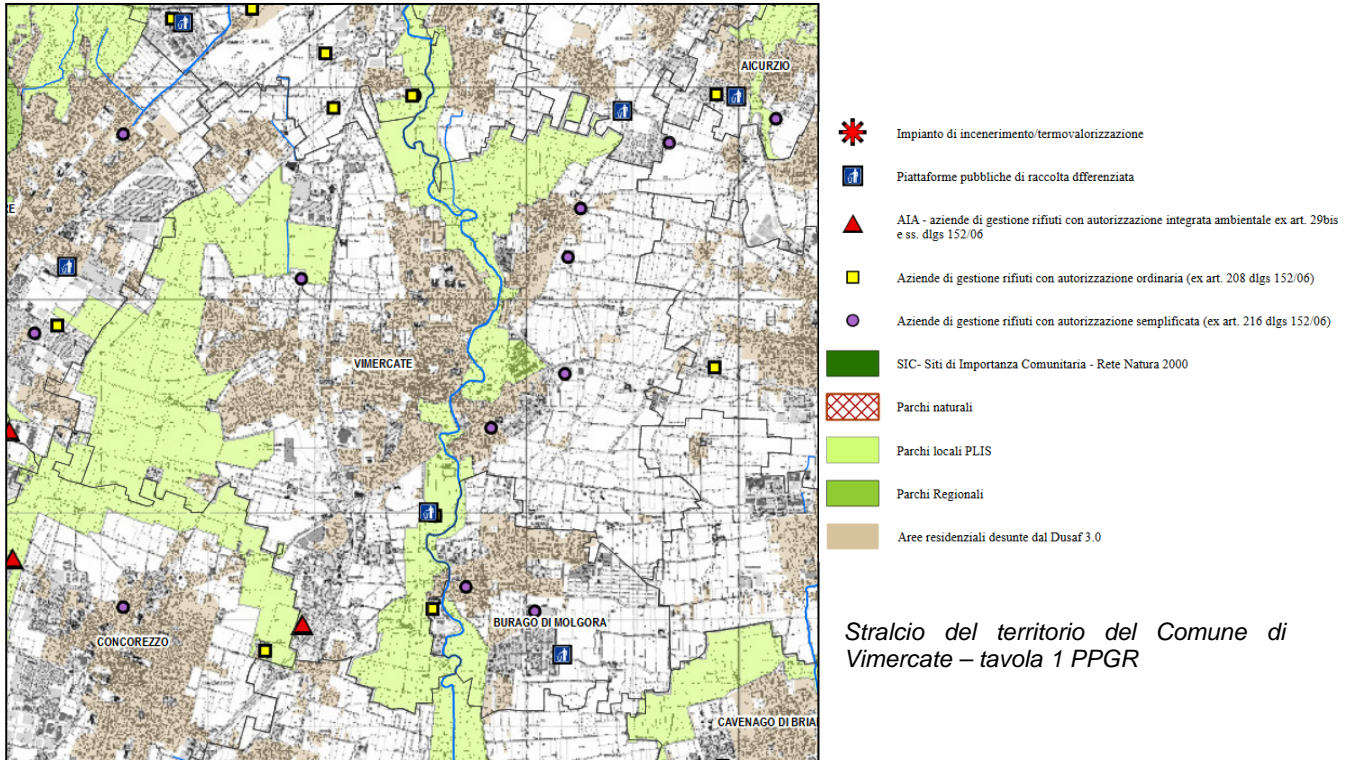 AICURZIO
RE
VIMERCATE
CONCOREZZO
BURAGO DI MOLGORA
CAVENAGO DI BRIA
Impianto di incenerimento/termovalorizzazione
Piattaforme pubbliche di raccolta dfferenziata
AIA - aziende di gestione rifiuti con autorizzazione integrata ambientale ex art. 29bis
e ss. dlgs 152/06
Aziende di gestione rifiuti con autorizzazione ordinaria (ex art. 208 dlgs 152/06)
Aziende di gestione rifiuti con autorizzazione semplificata (ex art. 216 dlgs 152/06)
SIC- Siti di Importanza Comunitaria - Rete Natura 2000
Parchi naturali
Parchi locali PLIS
Parchi Regionali
Aree residenziali desunte dal Dusaf 3.0
Stralcio del territorio del Comune di
Vimercate – tavola 1 PPGR